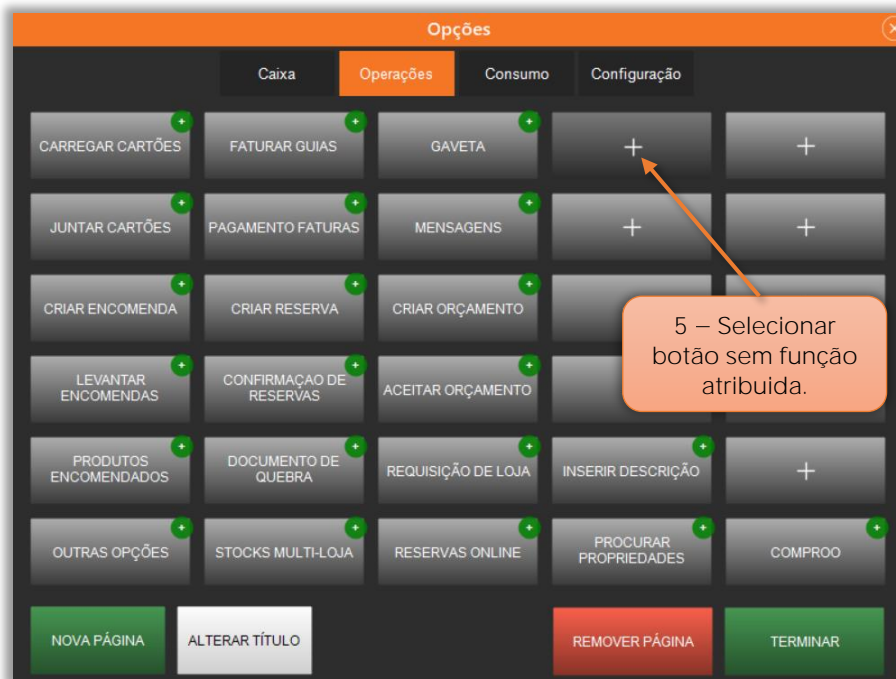 Opções
Caixa
Operações
Consumo
Configuração
CARREGAR CARTÕES
FATURAR GUIAS
GAVETA
JUNTAR CARTÕES
PAGAMENTO FATURAS
MENSAGENS
CRIAR ENCOMENDA
CRIAR RESERVA
CRIAR ORÇAMENTO
5 – Selecionar
botão sem função
atribuida.
LEVANTAR
ENCOMENDAS
CONFIRMAÇAO DE
RESERVAS
ACEITAR ORÇAMENTO
PRODUTOS
ENCOMENDADOS
DOCUMENTO DE
QUEBRA
REQUISIÇÃO DE LOJA
INSERIR DESCRIÇÃO
OUTRAS OPÇÕES
STOCKS MULTI-LOJA
RESERVAS ONLINE
PROCURAR
PROPRIEDADES
COMPROO
NOVA PÁGINA
ALTERAR TÍTULO
REMOVER PÁGINA
TERMINAR